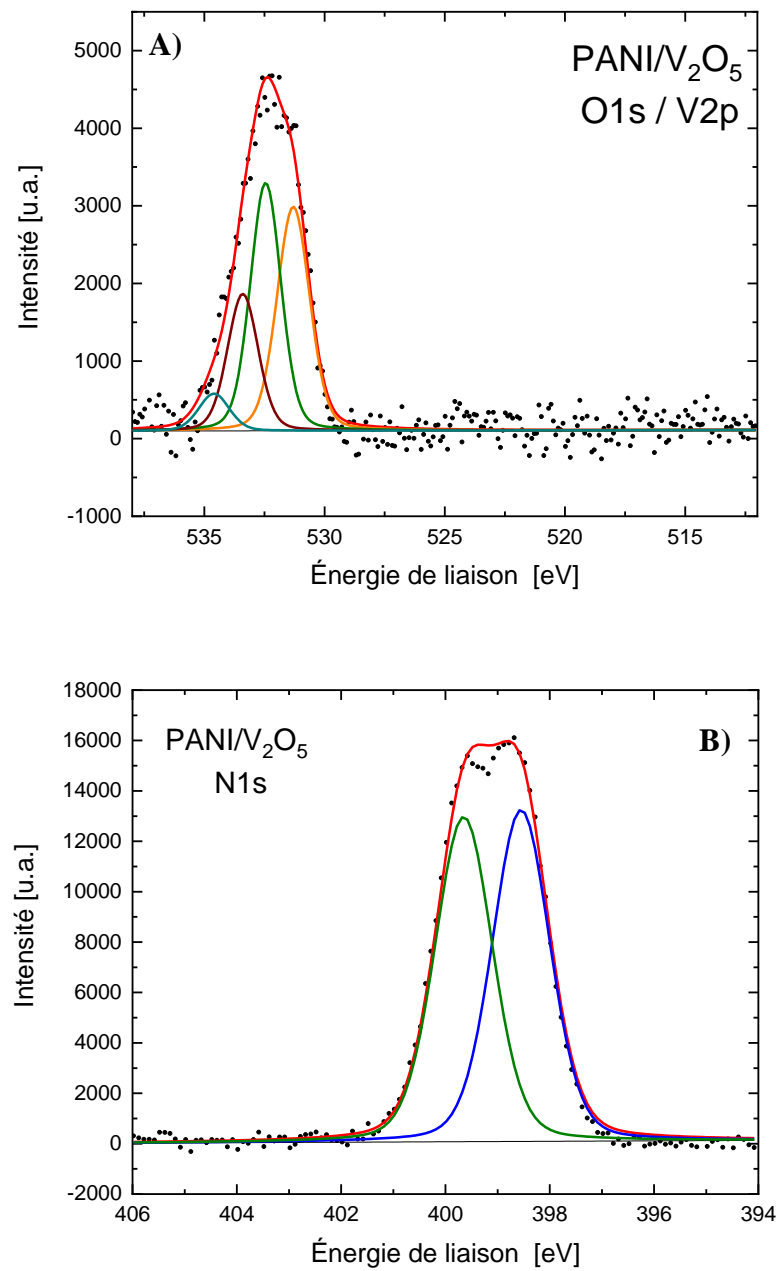 A)
PANI/V₂O₅
O1s / V2p
5000
4000
3000
2000
1000
0
-1000
Intensité [u.a.]
535 530 525 520 515
Énergie de liaison [eV]
B)
PANI/V₂O₅
N1s
18000
16000
14000
12000
10000
8000
6000
4000
2000
0
-2000
Intensité [u.a.]
406 404 402 400 398 396 394
Énergie de liaison [eV]